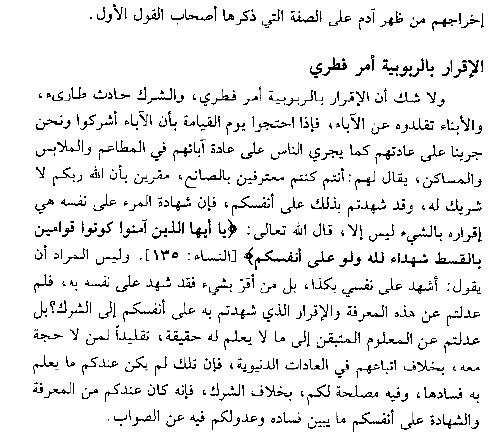 إخراجهم من ظهر آدم على الصفة التي ذكرها أصحاب القول الأول.
الإقرار بالربوبية أمر فطري
ولا شك أن الإقرار بالربوبية أمر فطري، والشرك حادث طارىء،
والأبناء تقلدوه عن الآباء، فإذا احتجوا يوم القيامة بأن الآباء أشركوا ونحن
جرينا على عادتهم كما يجري الناس على عادة آبائهم في المطاعم والملابس
والمساكن، يقال لهم: أنتم كنتم معترفين بالصانع، مقرين بأن الله ربكم لا
شريك له، وقد شهدتم بذلك على أنفسكم، فإن شهادة المرء على نفسه هي
إقراره بالشيء ليس إلا، قال الله تعالى: ﴿يا أيها الذين آمنوا كونوا قوامين
بالقسط شهداء لله ولو على أنفسكم﴾ [النساء: ١٣٥]. وليس المراد أن
يقول: أشهد على نفسي بكذا، بل من أقرّ بشيء فقد شهد على نفسه به، فلم
عدلتم عن هذه المعرفة والإقرار الذي شهدتم به على أنفسكم إلى الشرك؟ بل
عدلتم عن المعلوم المتيقن إلى ما لا يعلم له حقيقة، تقليداً لمن لا حجة
معه، بخلاف اتباعهم في العادات الدنيوية، فإن تلك لم يكن عندكم ما يعلم
به فسادها، وفيه مصلحة لكم، بخلاف الشرك، فإنه كان عندكم من المعرفة
والشهادة على أنفسكم ما يبين فساده وعدولكم فيه عن الصواب.